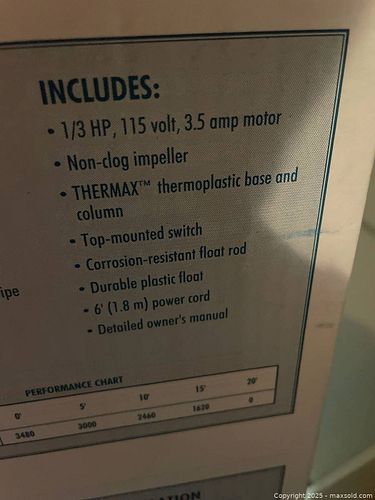 INCLUDES:
• 1/3 HP, 115 volt, 3.5 amp motor
• Non-clog impeller
• THERMAX™ thermoplastic base and
column
• Top-mounted switch
• Corrosion-resistant float rod
• Durable plastic float
• 6' (1.8 m) power cord
• Detailed owner's manual
ipe
PERFORMANCE CHART
0' 5' 10' 15' 20'
3480 3000 2460 1620 0
ATION
Copyright 2025 - maxsold.com